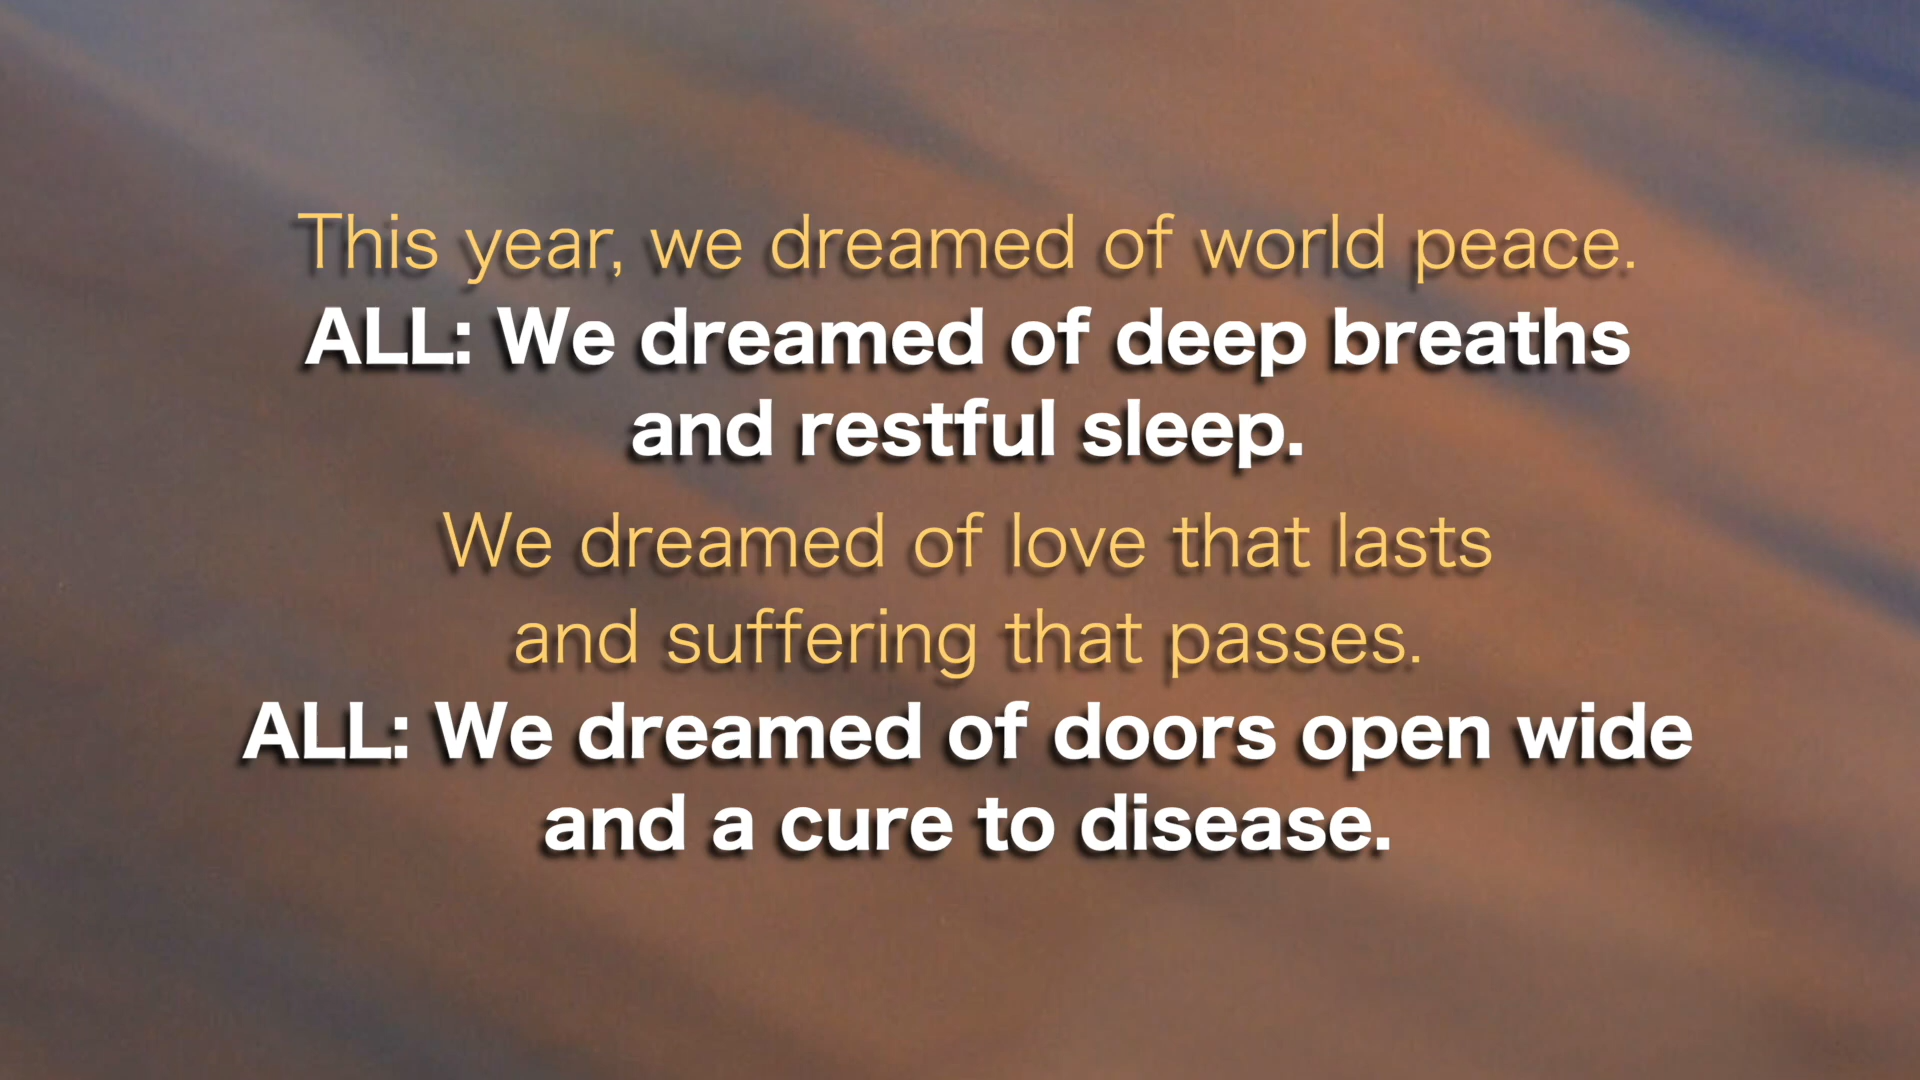 This year, we dreamed of world peace.
ALL: We dreamed of deep breaths
and restful sleep.
We dreamed of love that lasts
and suffering that passes.
ALL: We dreamed of doors open wide
and a cure to disease.